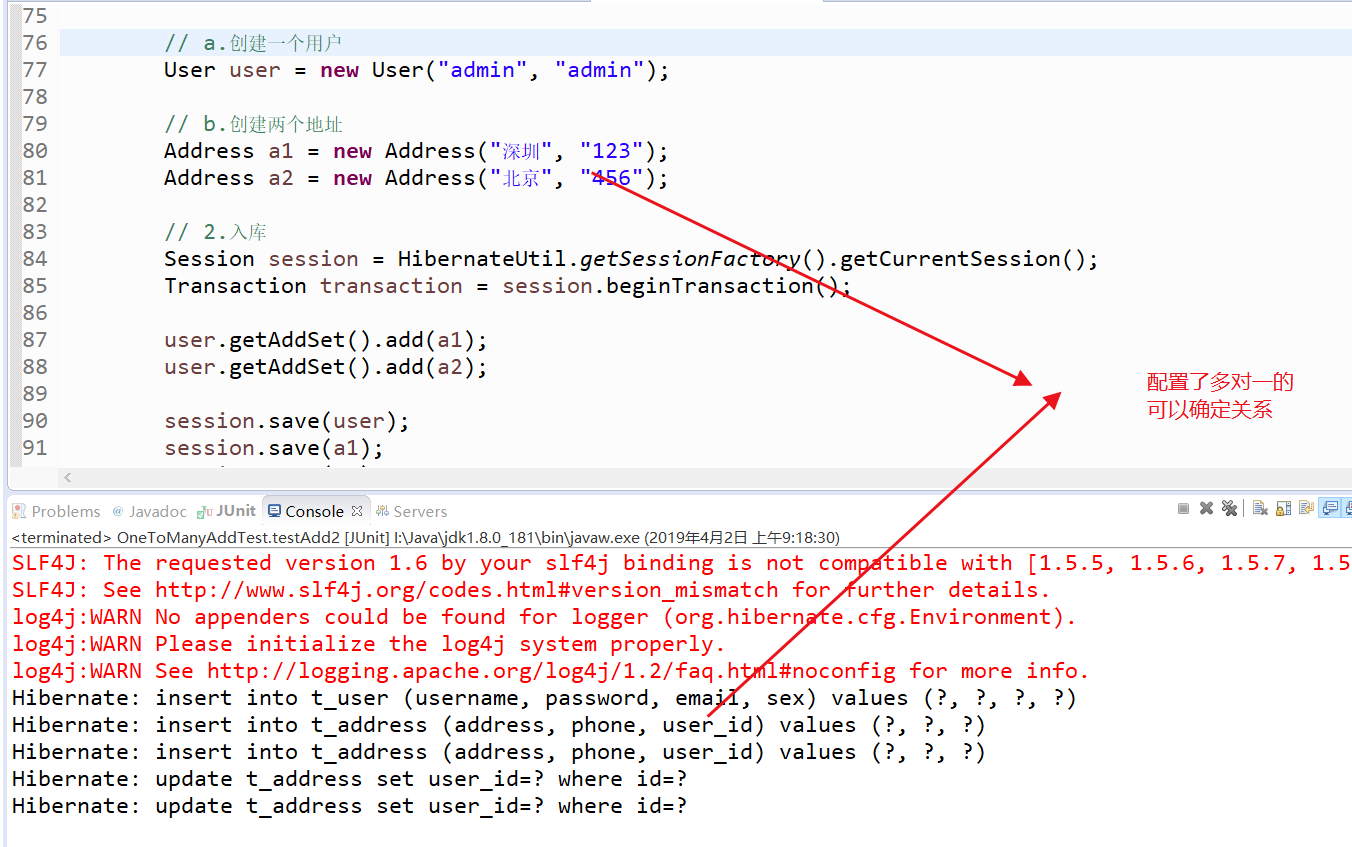 75
76 // a.创建一个用户
77 User user = new User("admin", "admin");
78
79 // b.创建两个地址
80 Address a1 = new Address("深圳", "123");
81 Address a2 = new Address("北京", "456");
82
83 // 2.入库
84 Session session = HibernateUtil.getSessionFactory().getCurrentSession();
85 Transaction transaction = session.beginTransaction();
86
87 user.getAddSet().add(a1);
88 user.getAddSet().add(a2);
89
90 session.save(user);
91 session.save(a1);
配置了多对一的
可以确定关系
Problems @ Javadoc JUnit Console Servers
<terminated> OneToManyAddTest.testAdd2 [JUnit] I:\Java\jdk1.8.0_181\bin\javaw.exe (2019年4月2日 上午9:18:30)
SLF4J: The requested version 1.6 by your slf4j binding is not compatible with [1.5.5, 1.5.6, 1.5.7, 1.5
SLF4J: See http://www.slf4j.org/codes.html#version_mismatch for further details.
log4j:WARN No appenders could be found for logger (org.hibernate.cfg.Environment).
log4j:WARN Please initialize the log4j system properly.
log4j:WARN See http://logging.apache.org/log4j/1.2/faq.html#noconfig for more info.
Hibernate: insert into t_user (username, password, email, sex) values (?, ?, ?, ?)
Hibernate: insert into t_address (address, phone, user_id) values (?, ?, ?)
Hibernate: insert into t_address (address, phone, user_id) values (?, ?, ?)
Hibernate: update t_address set user_id=? where id=?
Hibernate: update t_address set user_id=? where id=?